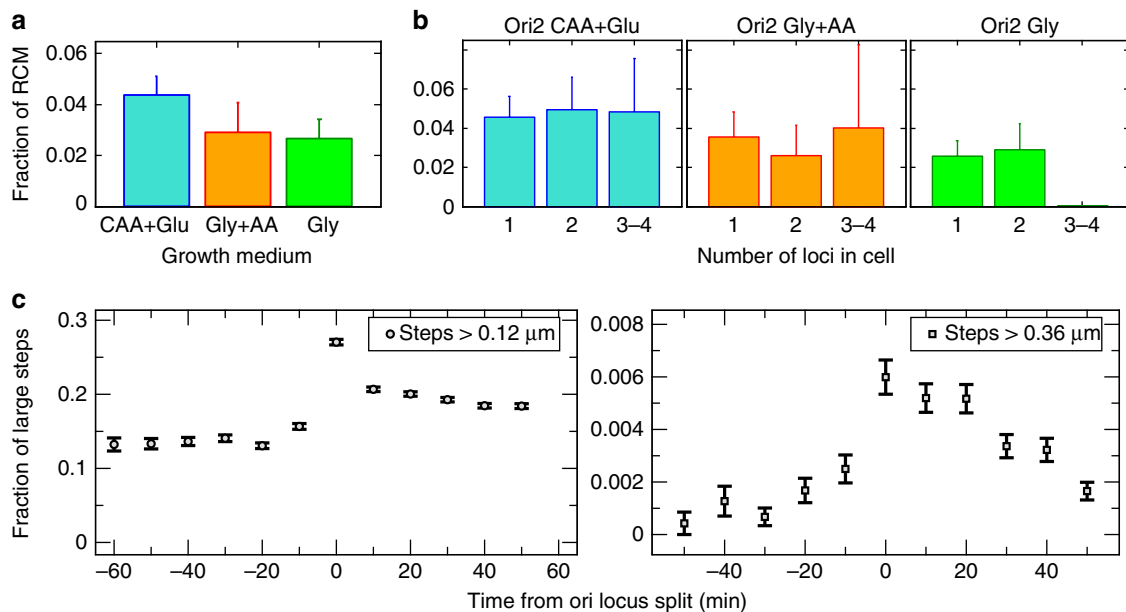 a
Fraction of RCM
0.06
0.04
0.02
0
CAA+Glu Gly+AA Gly
Growth medium
b
Ori2 CAA+Glu Ori2 Gly+AA Ori2 Gly
0.06
0.04
0.02
0
1 2 3–4 1 2 3–4 1 2 3–4
Number of loci in cell
c
Fraction of large steps
0.3
0.2
0.1
0
Steps > 0.12 μm
–60 –40 –20 0 20 40 60
0.008
0.006
0.004
0.002
0
Steps > 0.36 μm
–40 –20 0 20 40
Time from ori locus split (min)